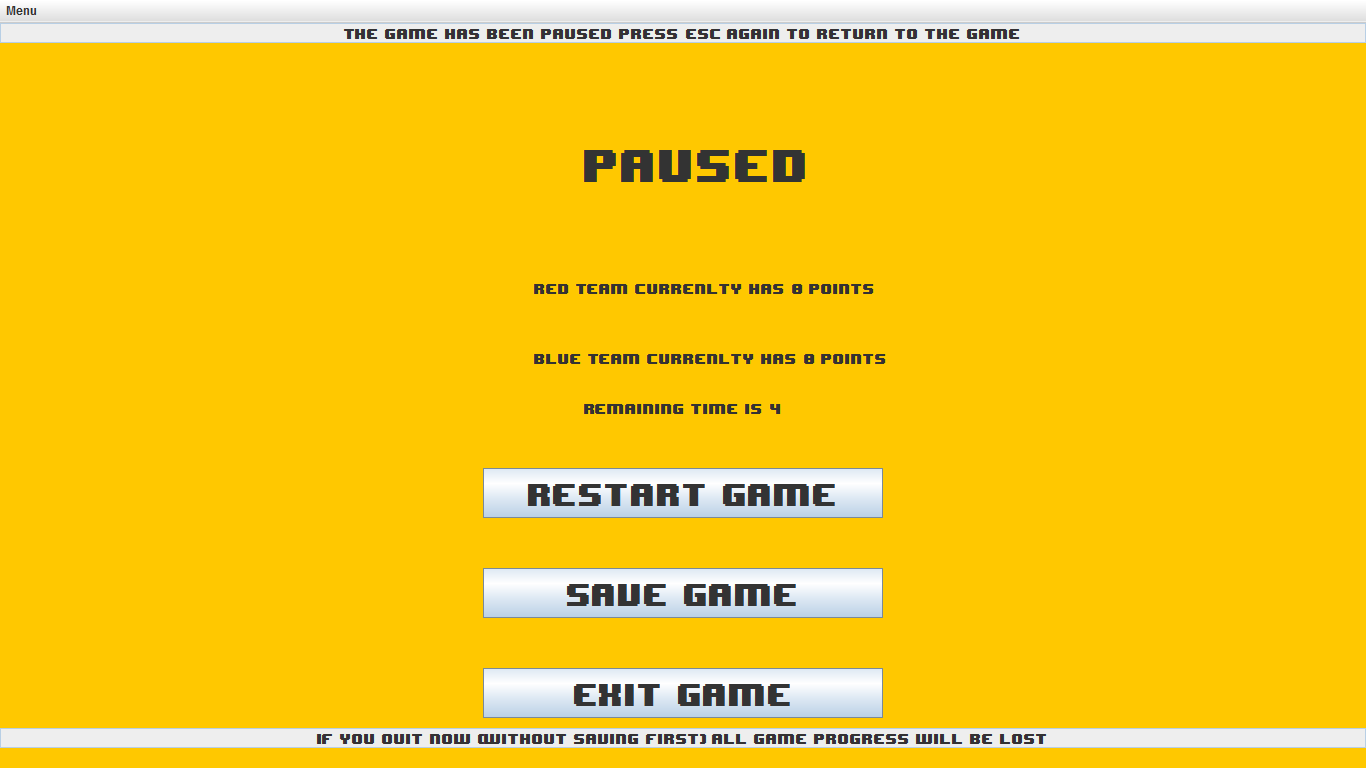 Menu
THE GAME HAS BEEN PAUSED PRESS ESC AGAIN TO RETURN TO THE GAME
PAUSED
RED TEAM CURRENLTY HAS 0 POINTS
BLUE TEAM CURRENLTY HAS 0 POINTS
REMAINING TIME IS 4
RESTART GAME
SAVE GAME
EXIT GAME
IF YOU QUIT NOW (WITHOUT SAVING FIRST) ALL GAME PROGRESS WILL BE LOST